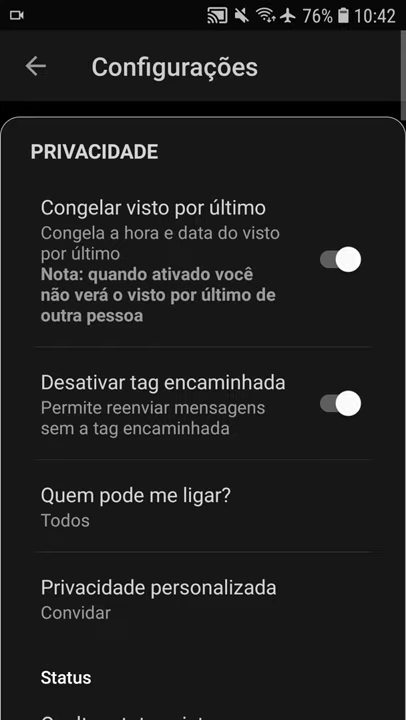 76% 10:42
Configurações
PRIVACIDADE
Congelar visto por último
Congela a hora e data do visto
por último
Nota: quando ativado você
não verá o visto por último de
outra pessoa
Desativar tag encaminhada
Permite reenviar mensagens
sem a tag encaminhada
Quem pode me ligar?
Todos
Privacidade personalizada
Convidar
Status